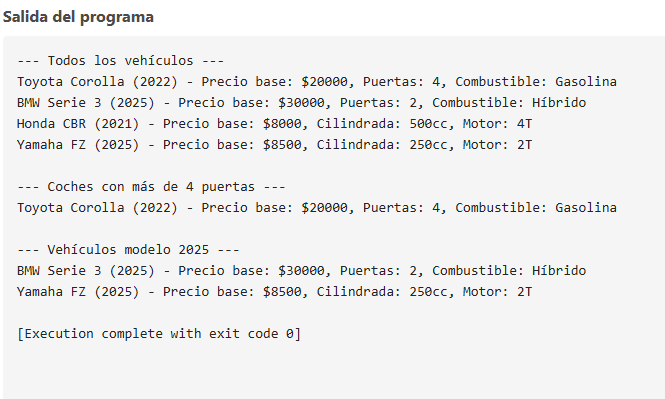 Salida del programa
--- Todos los vehículos ---
Toyota Corolla (2022) - Precio base: $20000, Puertas: 4, Combustible: Gasolina
BMW Serie 3 (2025) - Precio base: $30000, Puertas: 2, Combustible: Híbrido
Honda CBR (2021) - Precio base: $8000, Cilindrada: 500cc, Motor: 4T
Yamaha FZ (2025) - Precio base: $8500, Cilindrada: 250cc, Motor: 2T
--- Coches con más de 4 puertas ---
Toyota Corolla (2022) - Precio base: $20000, Puertas: 4, Combustible: Gasolina
--- Vehículos modelo 2025 ---
BMW Serie 3 (2025) - Precio base: $30000, Puertas: 2, Combustible: Híbrido
Yamaha FZ (2025) - Precio base: $8500, Cilindrada: 250cc, Motor: 2T
[Execution complete with exit code 0]